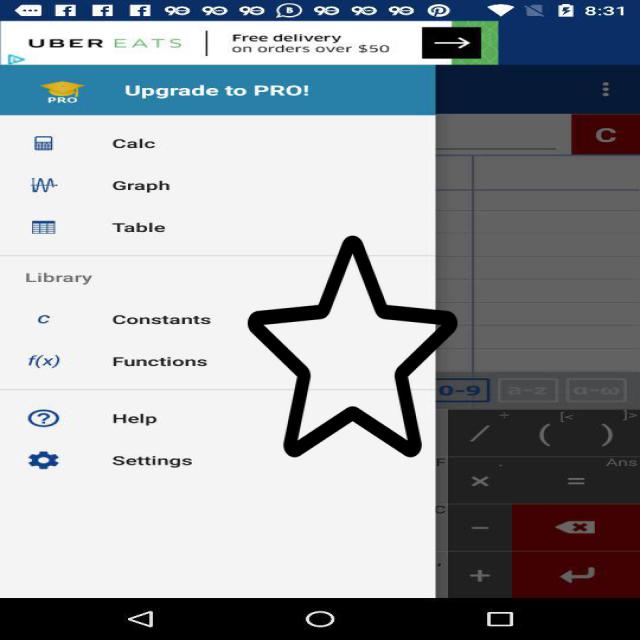 8:31
UBER EATS
Free delivery
on orders over $50
PRO
Upgrade to PRO!
C
Calc
Graph
Table
Library
c Constants
f(x) Functions
0-9 a-z α-ω
? Help
Settings
÷ [< ]>
/ ( )
F . Ans
× =
C
−
+